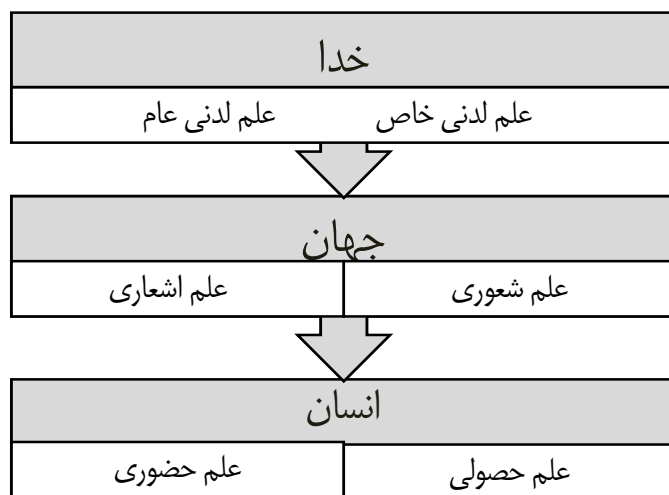 خدا
علم لدنی خاص علم لدنی عام
جهان
علم شعوری علم اشعاری
انسان
علم حصولی علم حضوری